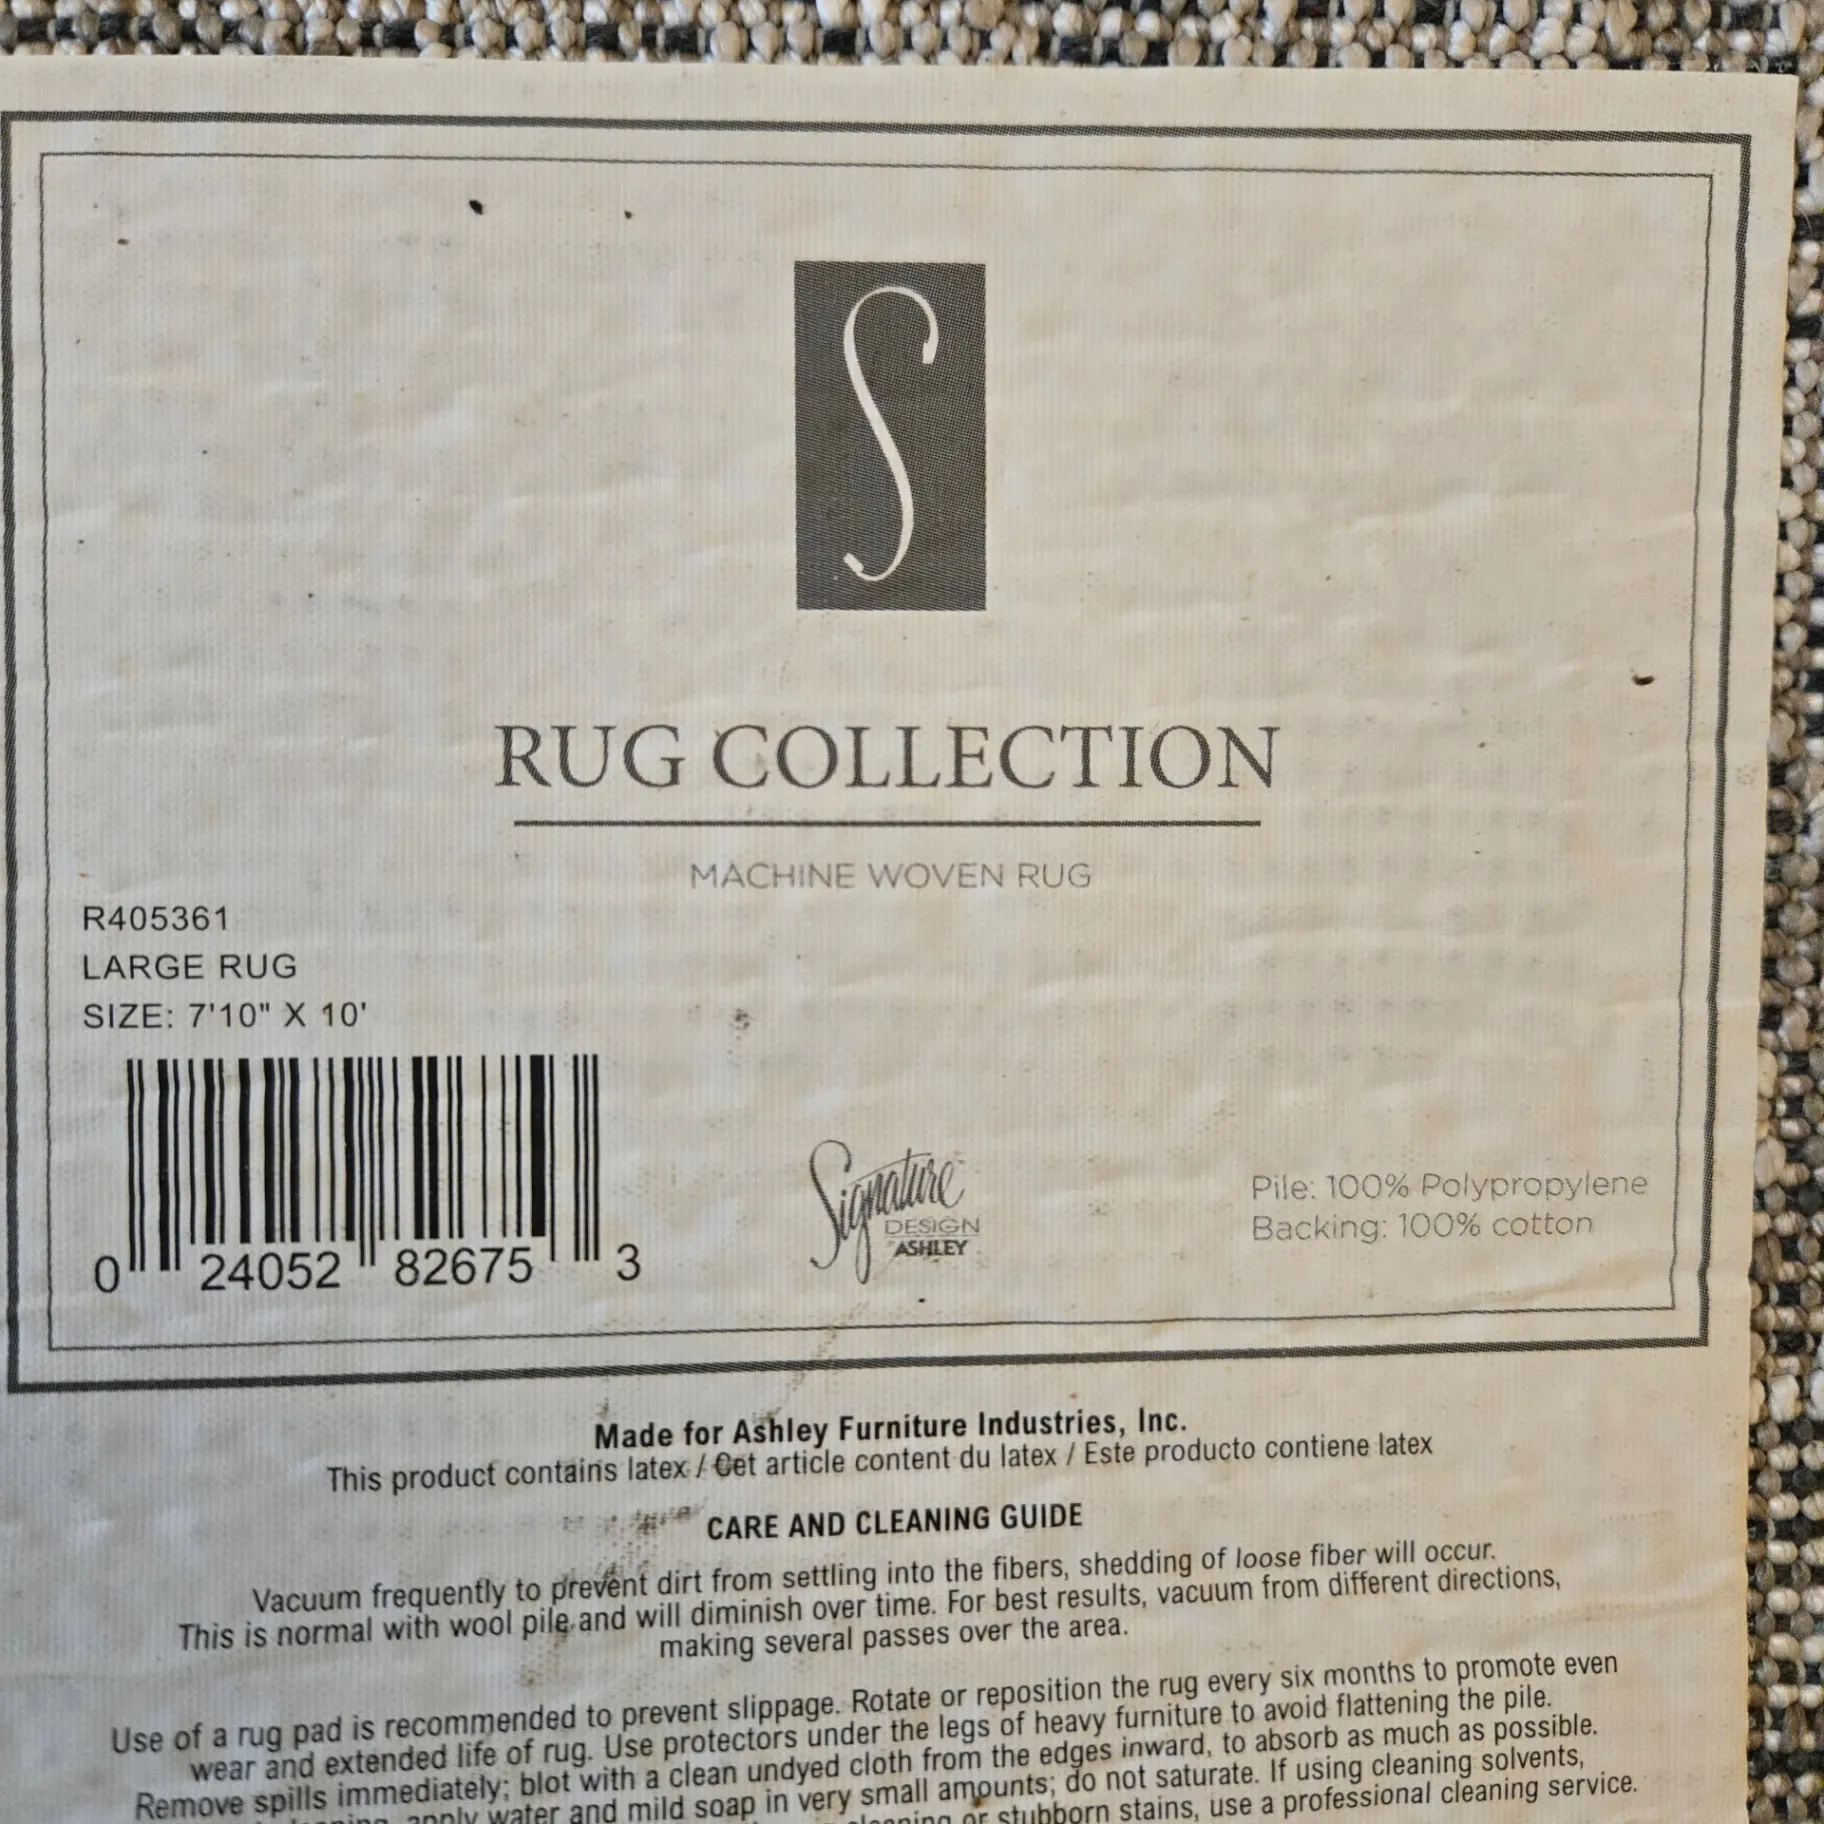 S
RUG COLLECTION
MACHINE WOVEN RUG
R405361
LARGE RUG
SIZE: 7'10" X 10'
0 24052 82675 3
Signature
DESIGN
BY ASHLEY
Pile: 100% Polypropylene
Backing: 100% cotton
Made for Ashley Furniture Industries, Inc.
This product contains latex / Cet article content du latex / Este producto contiene latex
CARE AND CLEANING GUIDE
Vacuum frequently to prevent dirt from settling into the fibers, shedding of loose fiber will occur.
This is normal with wool pile and will diminish over time. For best results, vacuum from different directions,
making several passes over the area.
Use of a rug pad is recommended to prevent slippage. Rotate or reposition the rug every six months to promote even
wear and extended life of rug. Use protectors under the legs of heavy furniture to avoid flattening the pile.
Remove spills immediately; blot with a clean undyed cloth from the edges inward, to absorb as much as possible.
apply water and mild soap in very small amounts; do not saturate. If using cleaning solvents,
cleaning or stubborn stains, use a professional cleaning service.